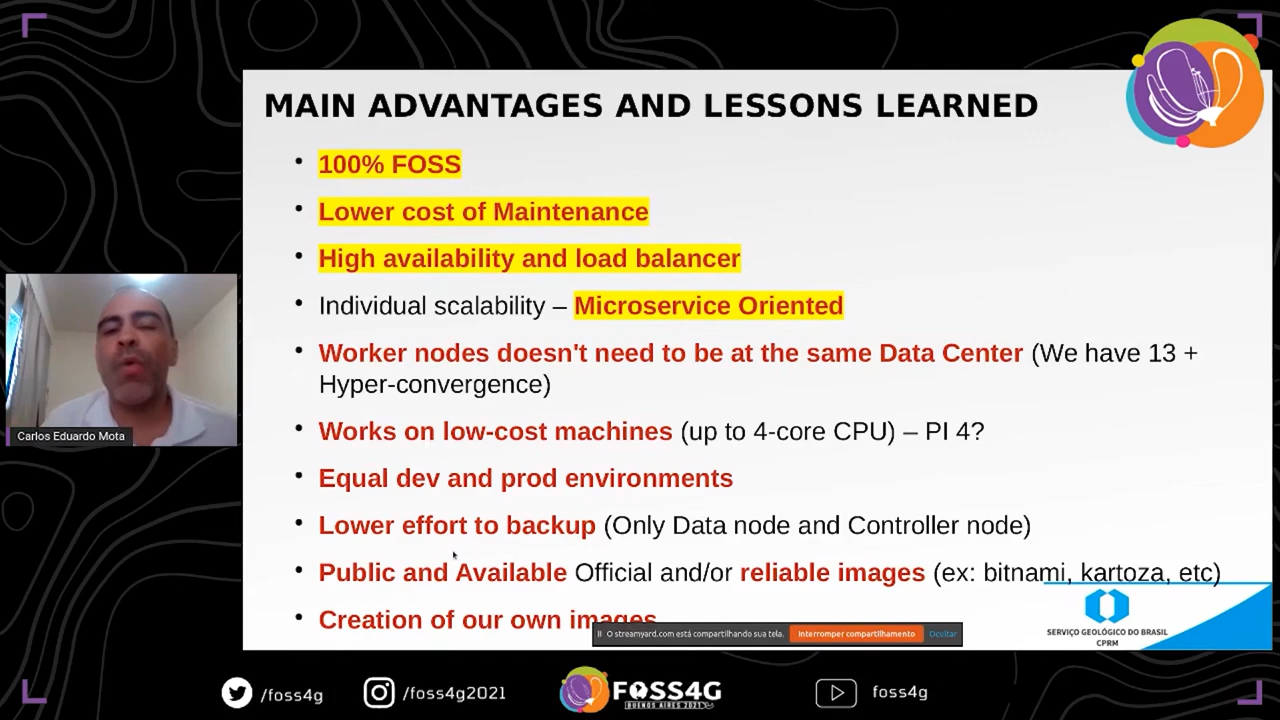 MAIN ADVANTAGES AND LESSONS LEARNED
• 100% FOSS
• Lower cost of Maintenance
• High availability and load balancer
• Individual scalability – Microservice Oriented
• Worker nodes doesn't need to be at the same Data Center (We have 13 +
Hyper-convergence)
• Works on low-cost machines (up to 4-core CPU) – PI 4?
• Equal dev and prod environments
• Lower effort to backup (Only Data node and Controller node)
• Public and Available Official and/or reliable images (ex: bitnami, kartoza, etc)
• Creation of our own images
Carlos Eduardo Mota
O streamyard.com está compartilhando sua tela. Interromper compartilhamento Ocultar
SERVIÇO GEOLÓGICO DO BRASIL
CPRM
/foss4g /foss4g2021 FOSS4G foss4g
BUENOS AIRES 2021